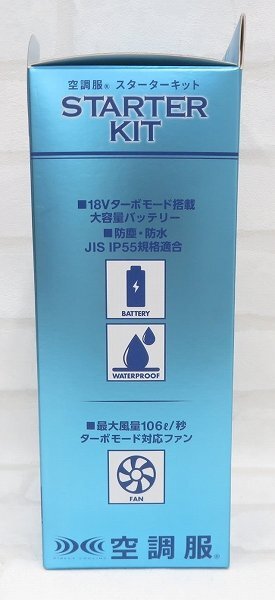 空調服® スターターキット
STARTER
KIT
■18Vターボモード搭載
大容量バッテリー
■防塵・防水
JIS IP55規格適合
BATTERY
WATERPROOF
■最大風量106ℓ/秒
ターボモード対応ファン
FAN
空調服®